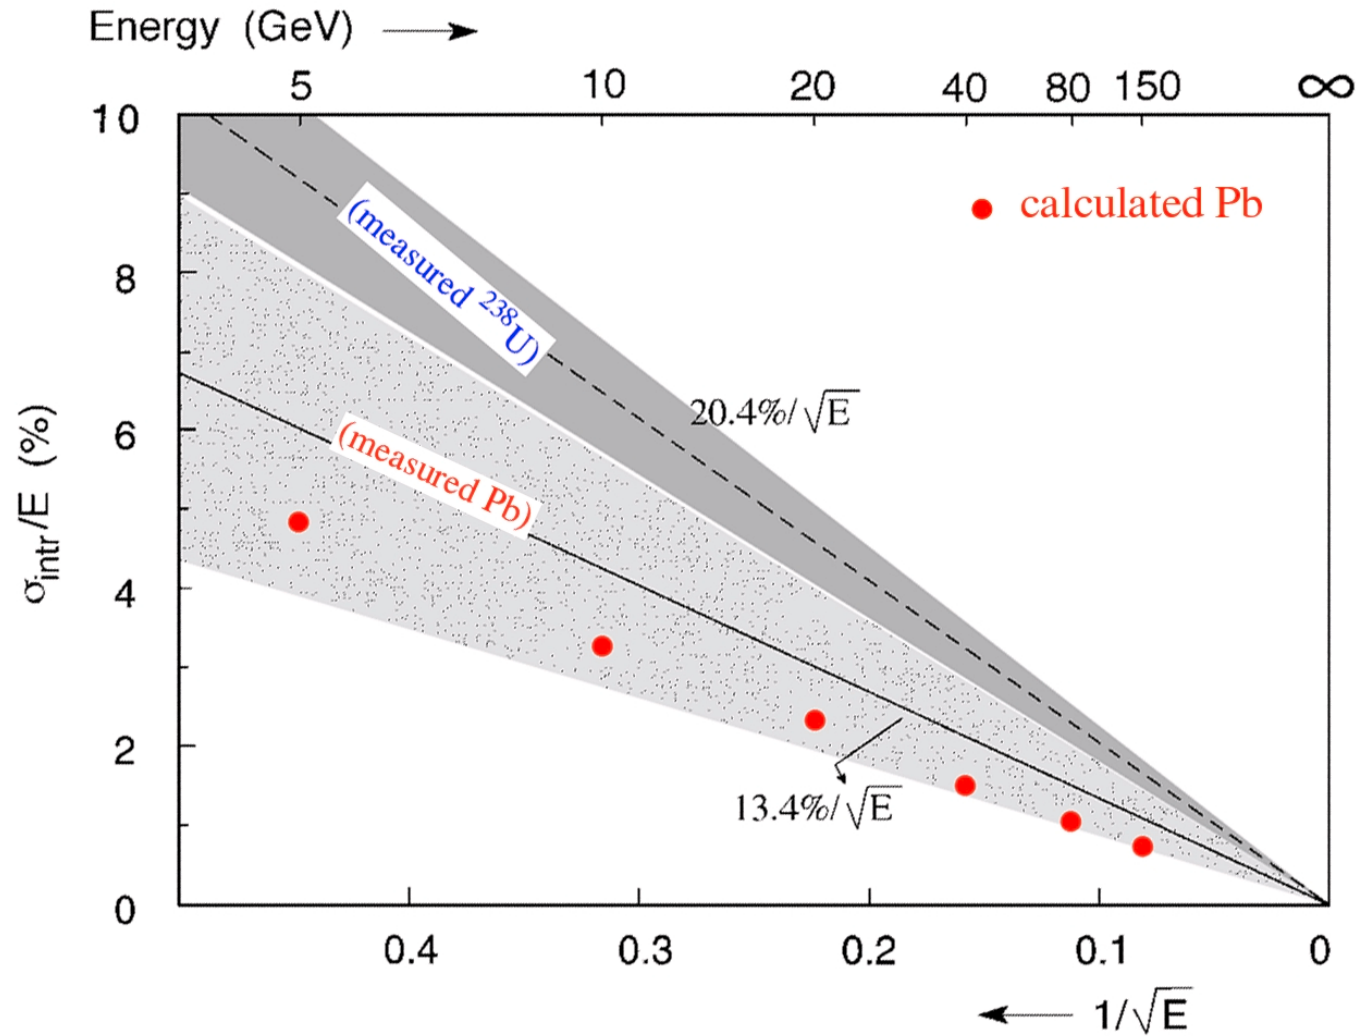 Energy (GeV) →
5 10 20 40 80 150 ∞
10
8
6
4
2
0
σintr/E (%)
calculated Pb
(measured ²³⁸U)
20.4%/√E
(measured Pb)
13.4%/√E
0.4 0.3 0.2 0.1 0
← 1/√E